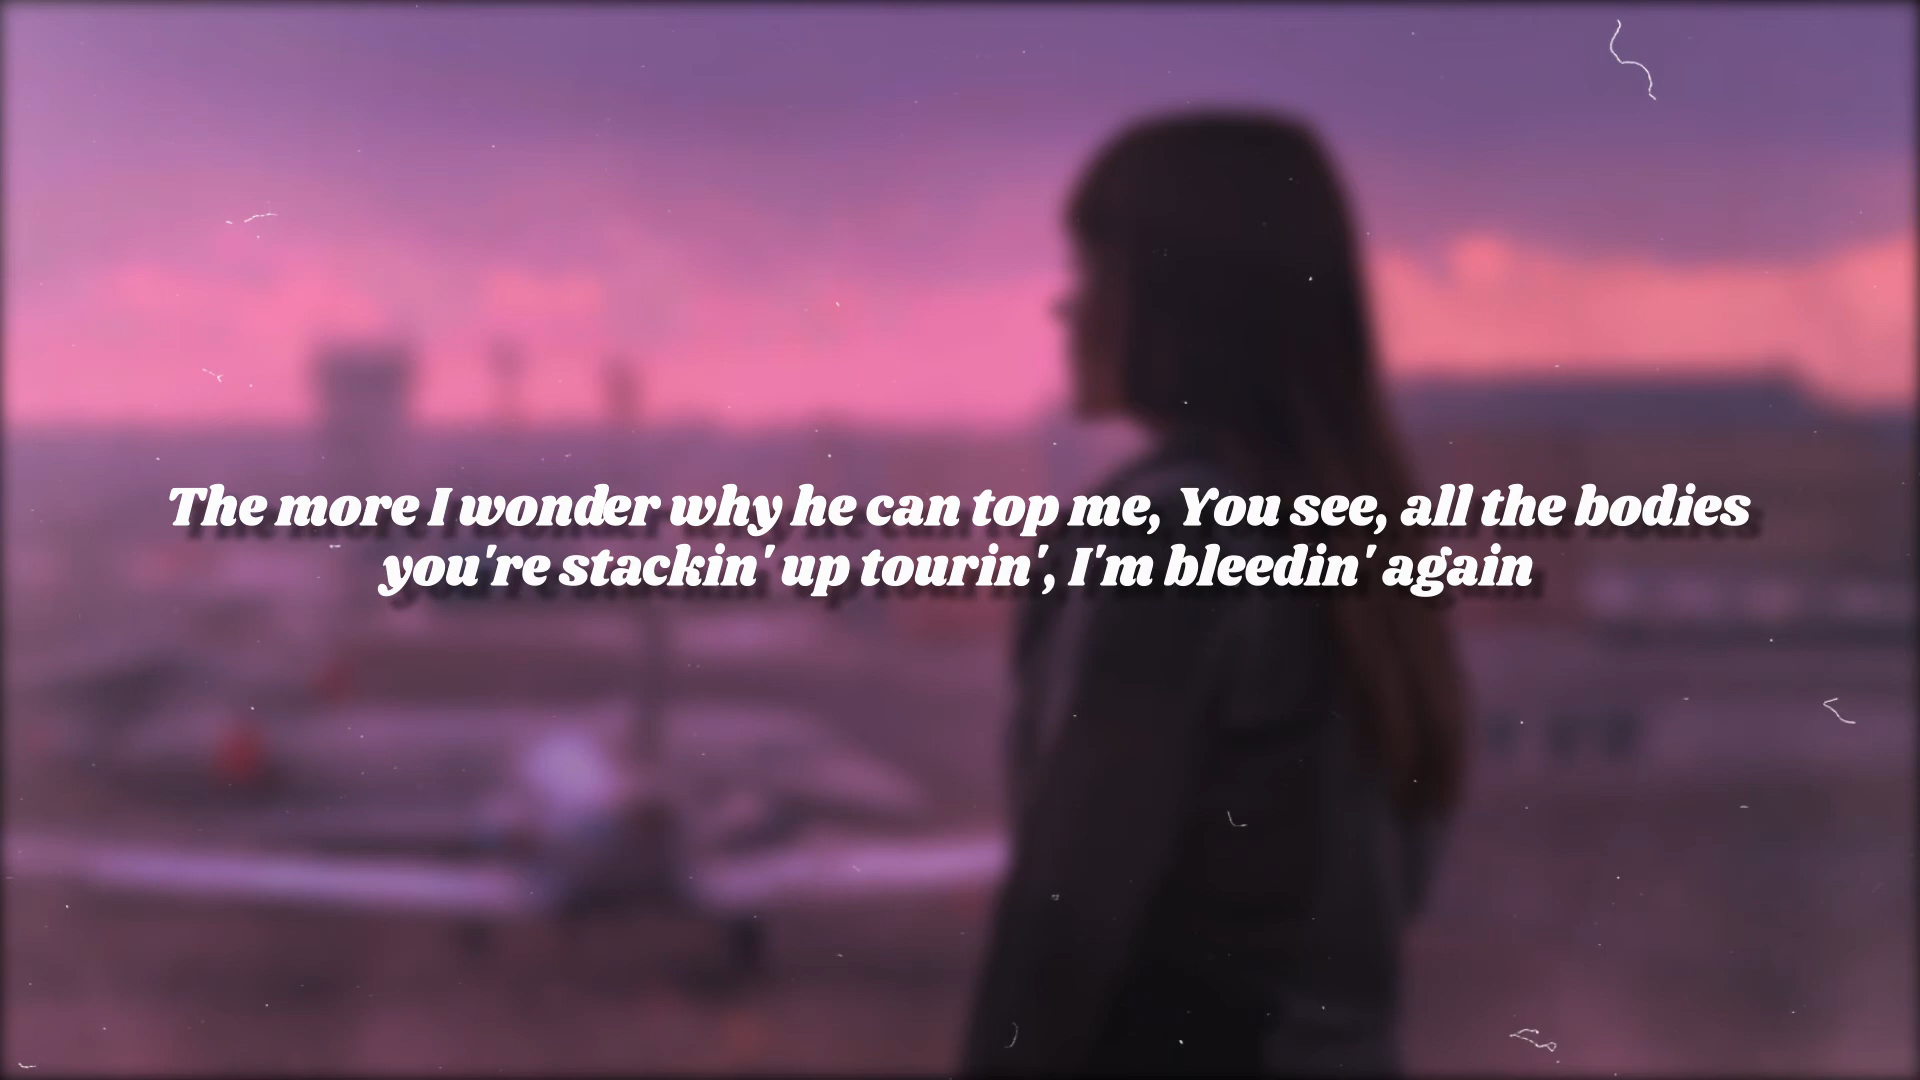 The more I wonder why he can top me, You see, all the bodies
you're stackin' up tourin', I'm bleedin' again